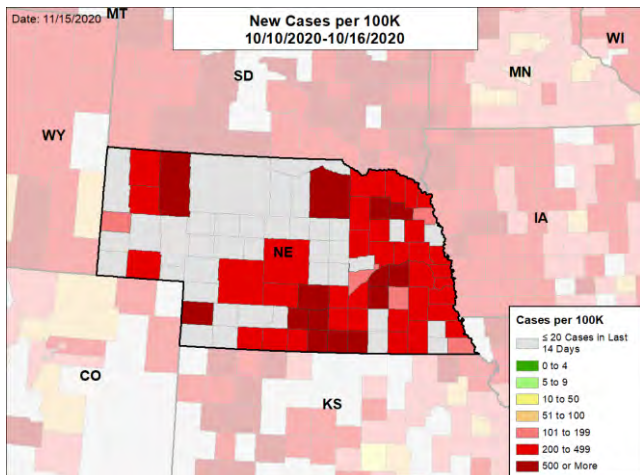 Date: 11/15/2020
New Cases per 100K
10/10/2020-10/16/2020
MT
WI
MN
SD
WY
IA
NE
CO
KS
Cases per 100K
≤ 20 Cases in Last
14 Days
0 to 4
5 to 9
10 to 50
51 to 100
101 to 199
200 to 499
500 or More